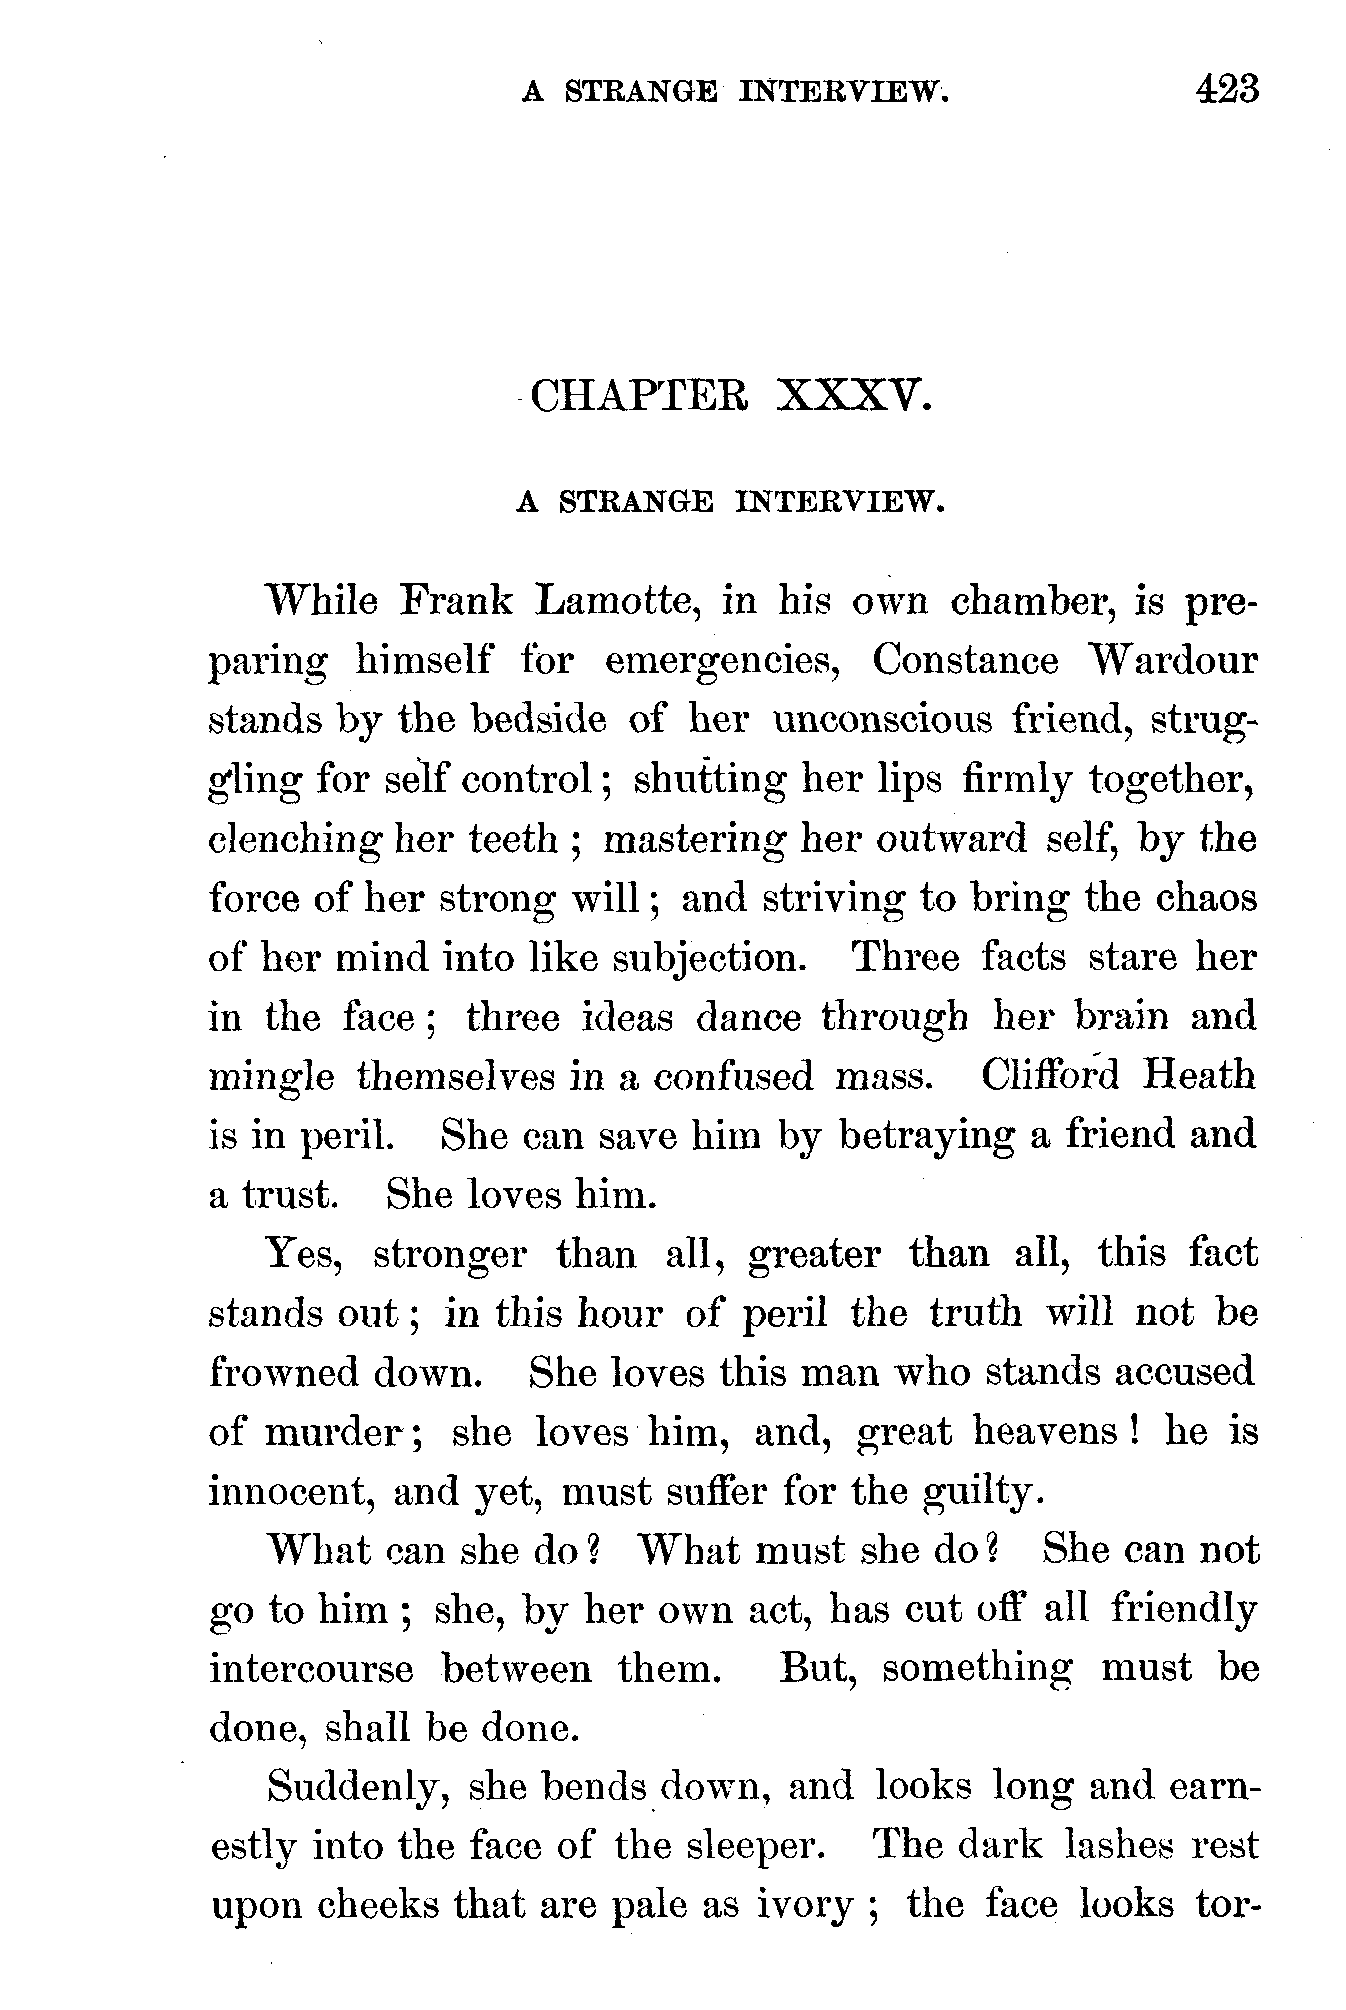 A STRANGE INTERVIEW. 423
CHAPTER XXXV.
A STRANGE INTERVIEW.
While Frank Lamotte, in his own chamber, is pre-
paring himself for emergencies, Constance Wardour
stands by the bedside of her unconscious friend, strug-
gling for self control; shutting her lips firmly together,
clenching her teeth; mastering her outward self, by the
force of her strong will; and striving to bring the chaos
of her mind into like subjection. Three facts stare her
in the face; three ideas dance through her brain and
mingle themselves in a confused mass. Clifford Heath
is in peril. She can save him by betraying a friend and
a trust. She loves him.
Yes, stronger than all, greater than all, this fact
stands out; in this hour of peril the truth will not be
frowned down. She loves this man who stands accused
of murder; she loves him, and, great heavens! he is
innocent, and yet, must suffer for the guilty.
What can she do? What must she do? She can not
go to him; she, by her own act, has cut off all friendly
intercourse between them. But, something must be
done, shall be done.
Suddenly, she bends down, and looks long and earn-
estly into the face of the sleeper. The dark lashes rest
upon cheeks that are pale as ivory; the face looks tor-